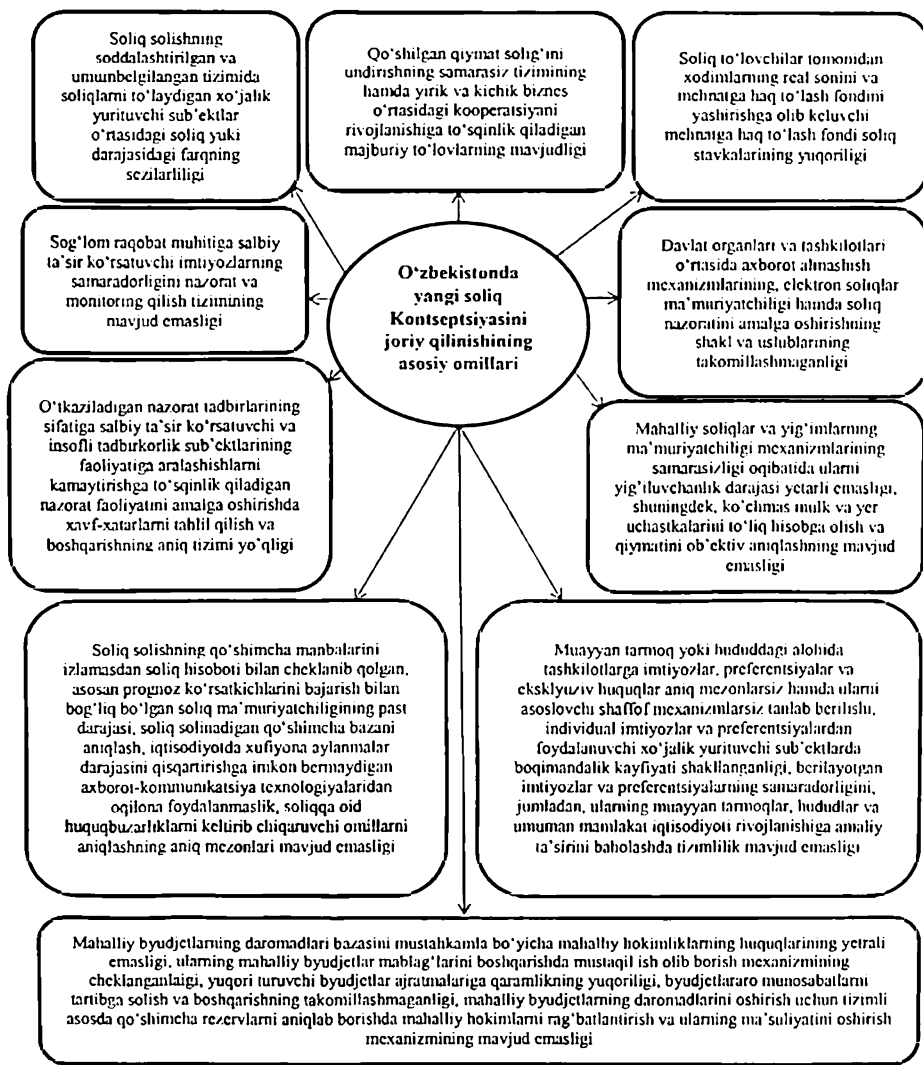 Soliq solishning
soddalashtirilgan va
umumbelgilangan tizimida
soliqlarni to‘laydigan xo‘jalik
yurituvchi sub'ektlar
o‘rtasidagi soliq yuki
darajasidagi farqning
sezilarliligi
Qo‘shilgan qiymat solig‘ini
undirishning samarasiz tizimining
hamda yirik va kichik biznes
o‘rtasidagi kooperatsiyani
rivojlanishiga to‘sqinlik qiladigan
majburiy to‘lovlarning mavjudligi
Soliq to‘lovchilar tomonidan
xodimlarning real sonini va
mehnatga haq to‘lash fondini
yashirishga olib keluvchi
mehnatga haq to‘lash fondi soliq
stavkalarining yuqoriligi
Sog‘lom raqobat muhitiga salbiy
ta'sir ko‘rsatuvchi imtiyozlarning
samaradorligini nazorat va
monitoring qilish tizimining
mavjud emasligi
O‘zbekistonda
yangi soliq
Kontseptsiyasini
joriy qilinishining
asosiy omillari
Davlat organlari va tashkilotlari
o‘rtasida axborot almashish
mexanizmlarining, elektron soliqlar
ma'muriyatchiligi hamda soliq
nazoratini amalga oshirishning
shakl va uslublarining
takomillashmaganligi
O‘tkaziladigan nazorat tadbirlarining
sifatiga salbiy ta'sir ko‘rsatuvchi va
insofli tadbirkorlik sub'ektlarining
faoliyatiga aralashishlarni
kamaytirishga to‘sqinlik qiladigan
nazorat faoliyatini amalga oshirishda
xavf-xatarlarni tahlil qilish va
boshqarishning aniq tizimi yo‘qligi
Mahalliy soliqlar va yig‘imlarning
ma'muriyatchiligi mexanizmlarining
samarasizligi oqibatida ularni
yig‘iluvchanlik darajasi yetarli emasligi,
shuningdek, ko‘chmas mulk va yer
uchastkalarini to‘liq hisobga olish va
qiymatini ob'ektiv aniqlashning mavjud
emasligi
Soliq solishning qo‘shimcha manbalarini
izlamasdan soliq hisoboti bilan cheklanib qolgan,
asosan prognoz ko‘rsatkichlarini bajarish bilan
bog‘liq bo‘lgan soliq ma'muriyatchiligining past
darajasi, soliq solinadigan qo‘shimcha bazani
aniqlash, iqtisodiyotda xufiyona aylanmalar
darajasini qisqartirishga imkon bermaydigan
axborot-kommunikatsiya texnologiyalaridan
oqilona foydalanmaslik, soliqqa oid
huquqbuzarliklarni keltirib chiqaruvchi omillarni
aniqlashning aniq mezonlari mavjud emasligi
Muayyan tarmoq yoki hududdagi alohida
tashkilotlarga imtiyozlar, preferentsiyalar va
eksklyuziv huquqlar aniq mezonlarsiz hamda ularni
asoslovchi shaffof mexanizmlarsiz tanlab berilishi,
individual imtiyozlar va preferentsiyalardan
foydalanuvchi xo‘jalik yurituvchi sub'ektlarda
boqimandalik kayfiyati shakllanganligi, berilayotgan
imtiyozlar va preferentsiyalarning samaradorligini,
jumladan, ularning muayyan tarmoqlar, hududlar va
umuman mamlakat iqtisodiyoti rivojlanishiga amaliy
ta'sirini baholashda tizimlilik mavjud emasligi
Mahalliy byudjetlarning daromadlari bazasini mustahkamla bo‘yicha mahalliy hokimliklarning huquqlarining yetrali
emasligi, ularning mahalliy byudjetlar mablag‘larini boshqarishda mustaqil ish olib borish mexanizmining
cheklanganlaigi, yuqori turuvchi byudjetlar ajratmalariga qaramlikning yuqoriligi, byudjetlararo munosabatlarni
tartibga solish va boshqarishning takomillashmaganligi, mahalliy byudjetlarning daromadlarini oshirish uchun tizimli
asosda qo‘shimcha rezervlarni aniqlab borishda mahalliy hokimlarni rag‘batlantirish va ularning ma'suliyatini oshirish
mexanizmining mavjud emasligi